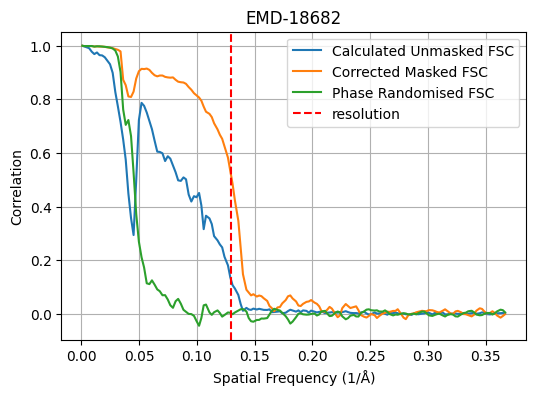 EMD-18682
Calculated Unmasked FSC
Corrected Masked FSC
Phase Randomised FSC
resolution
Correlation
1.0
0.8
0.6
0.4
0.2
0.0
0.00 0.05 0.10 0.15 0.20 0.25 0.30 0.35
Spatial Frequency (1/Å)